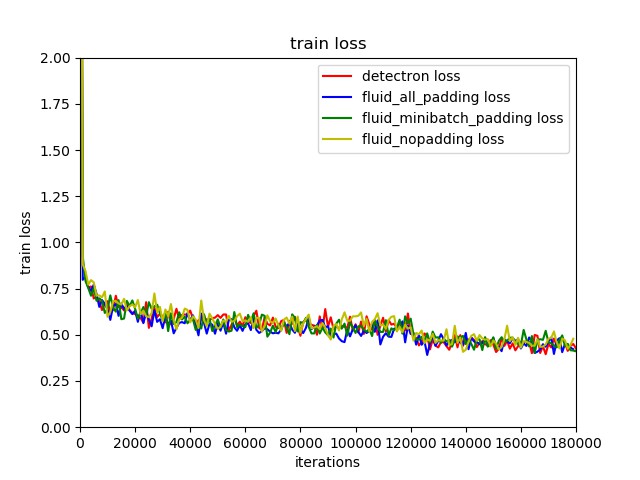 train loss
detectron loss
fluid_all_padding loss
fluid_minibatch_padding loss
fluid_nopadding loss
2.00
1.75
1.50
1.25
1.00
0.75
0.50
0.25
0.00
train loss
0 20000 40000 60000 80000 100000 120000 140000 160000 180000
iterations